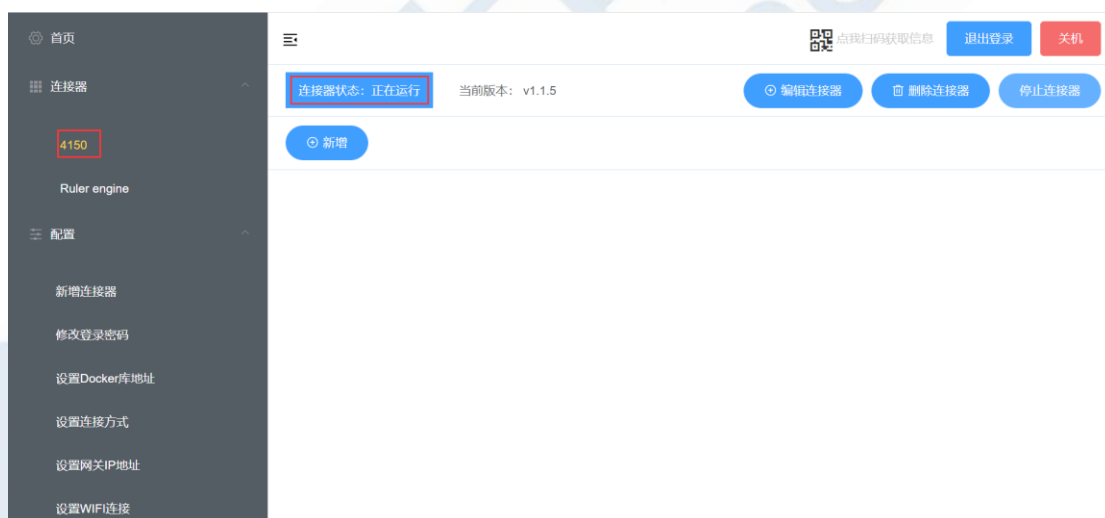 首页
点我扫码获取信息 退出登录 关机
连接器
连接器状态：正在运行 当前版本： v1.1.5 编辑连接器 删除连接器 停止连接器
4150
新增
Ruler engine
配置
新增连接器
修改登录密码
设置Docker库地址
设置连接方式
设置网关IP地址
设置WIFI连接